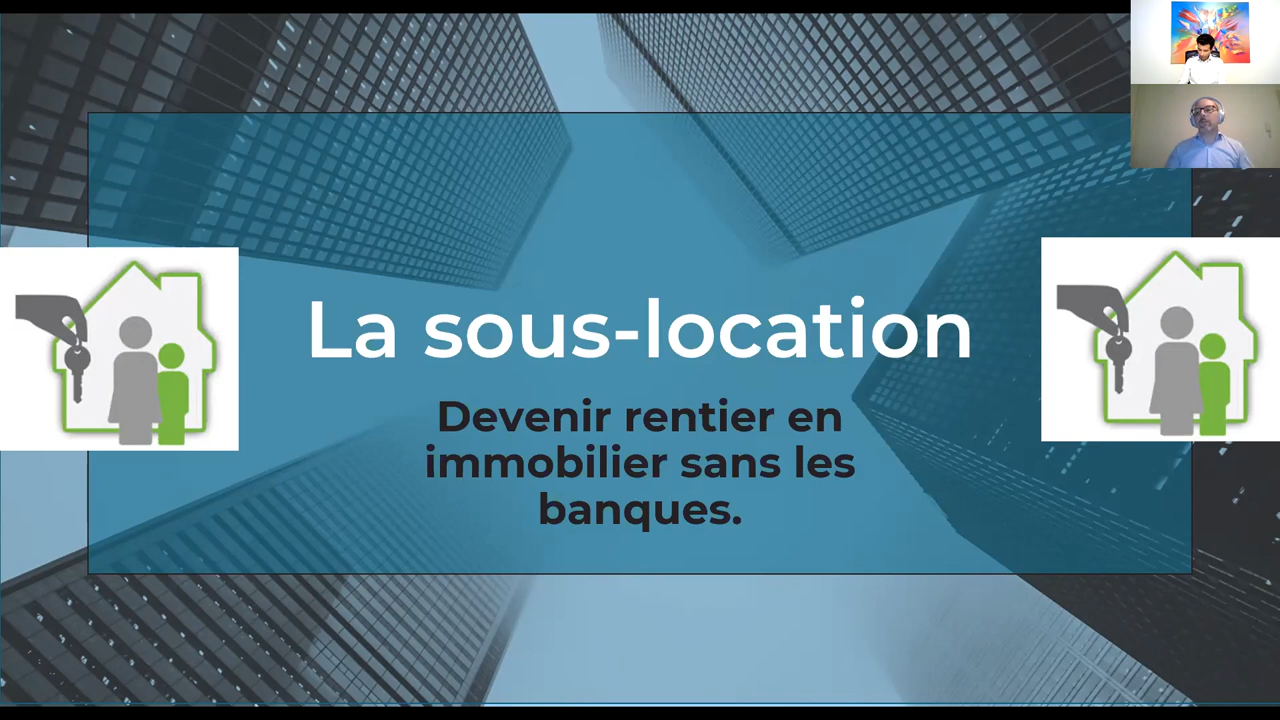 La sous-location
Devenir rentier en
immobilier sans les
banques.